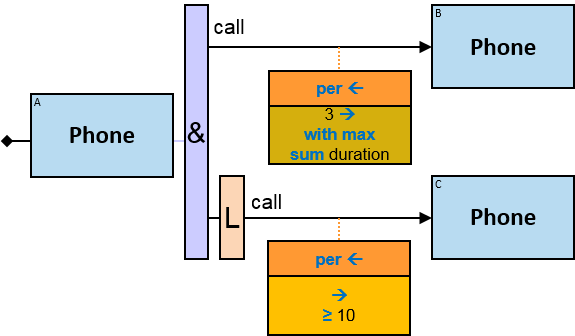 A
Phone
&
call
per ←
3 →
with max
sum duration
B
Phone
L
call
per ←
→
≥ 10
C
Phone